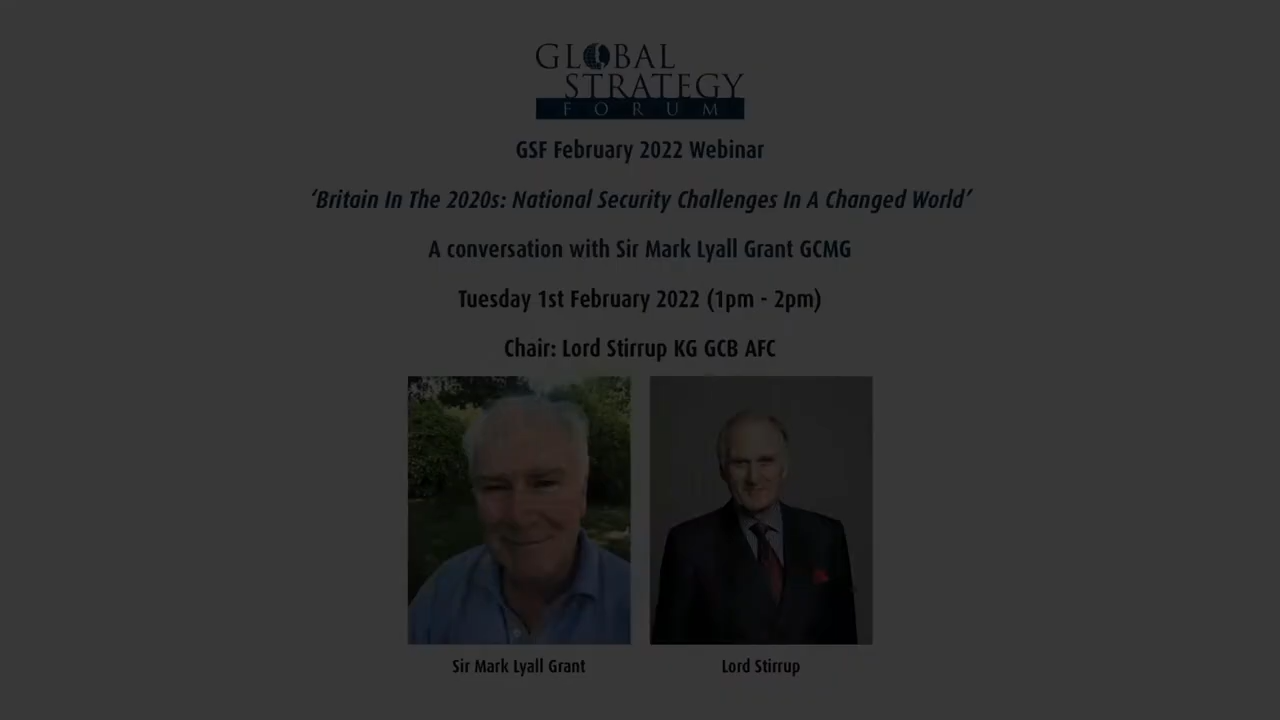 GLOBAL
STRATEGY
FORUM
GSF February 2022 Webinar
‘Britain In The 2020s: National Security Challenges In A Changed World’
A conversation with Sir Mark Lyall Grant GCMG
Tuesday 1st February 2022 (1pm - 2pm)
Chair: Lord Stirrup KG GCB AFC
Sir Mark Lyall Grant
Lord Stirrup